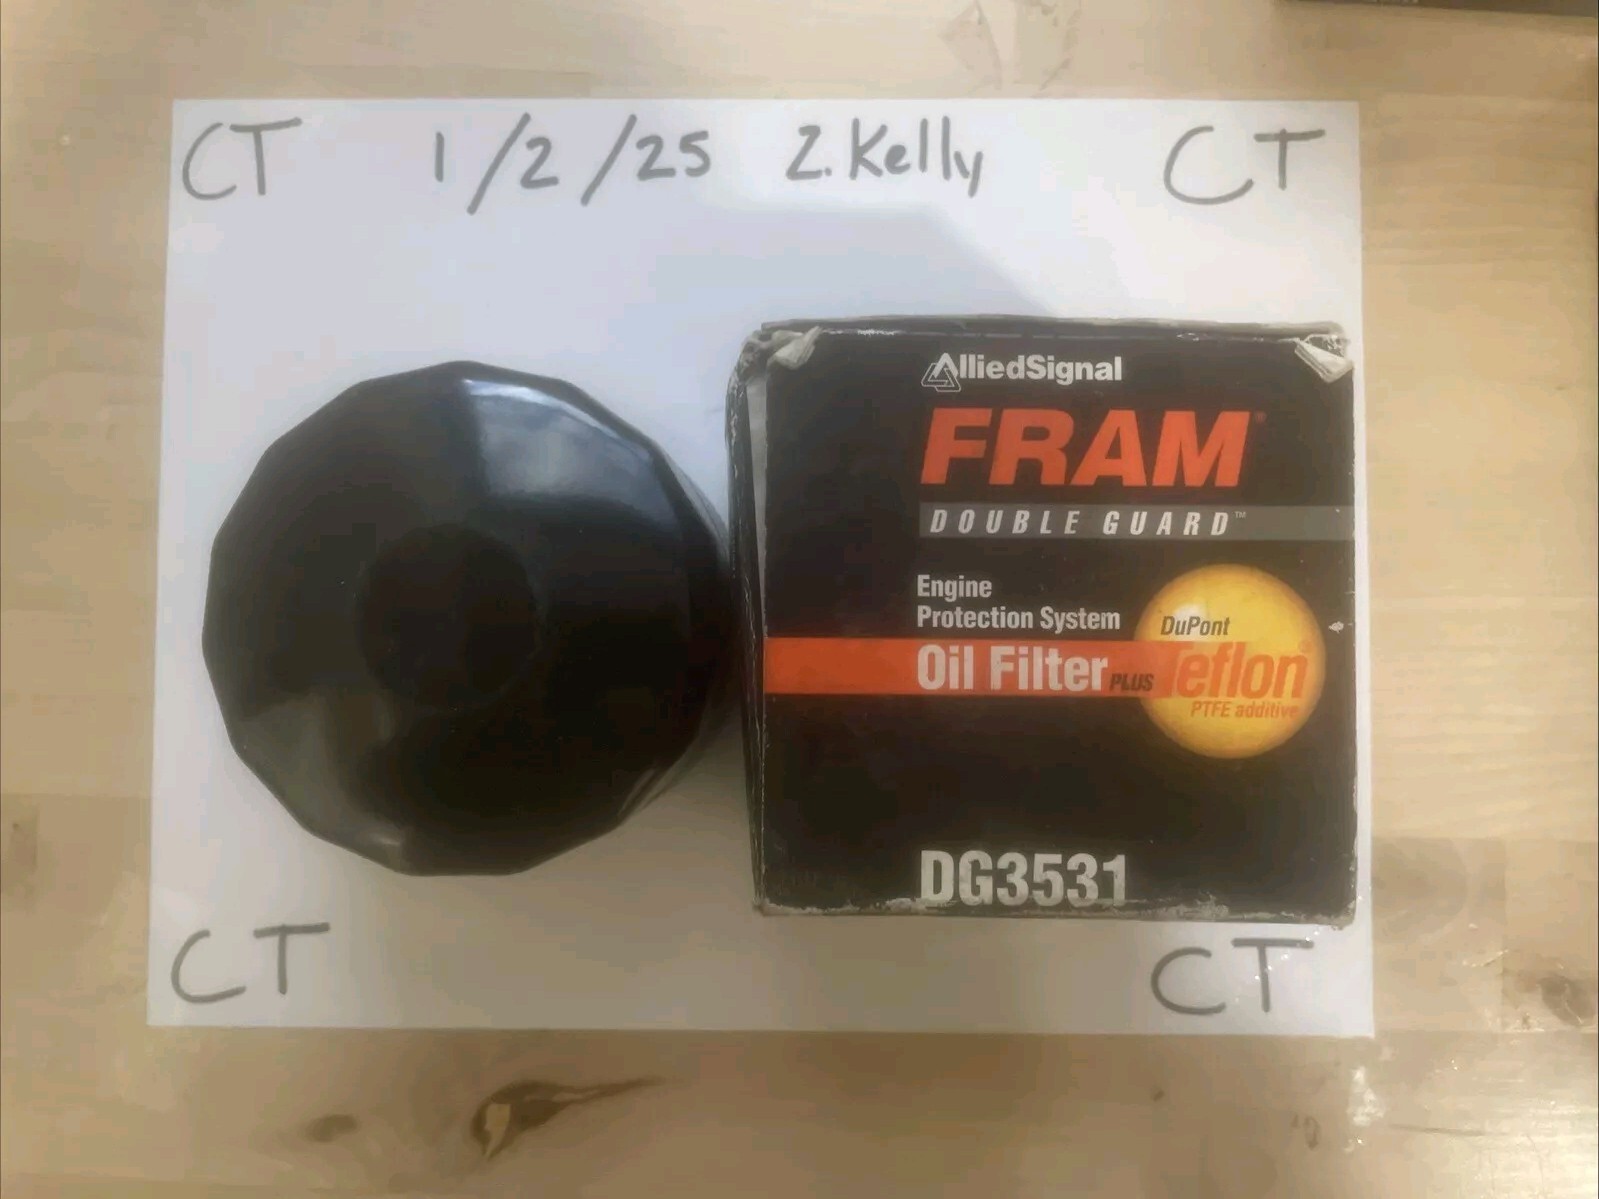 CT 1/2/25 Z. Kelly CT
AlliedSignal
FRAM®
DOUBLE GUARD™
Engine
Protection System
Oil Filter PLUS
DuPont
Teflon®
PTFE additive
DG3531
CT CT